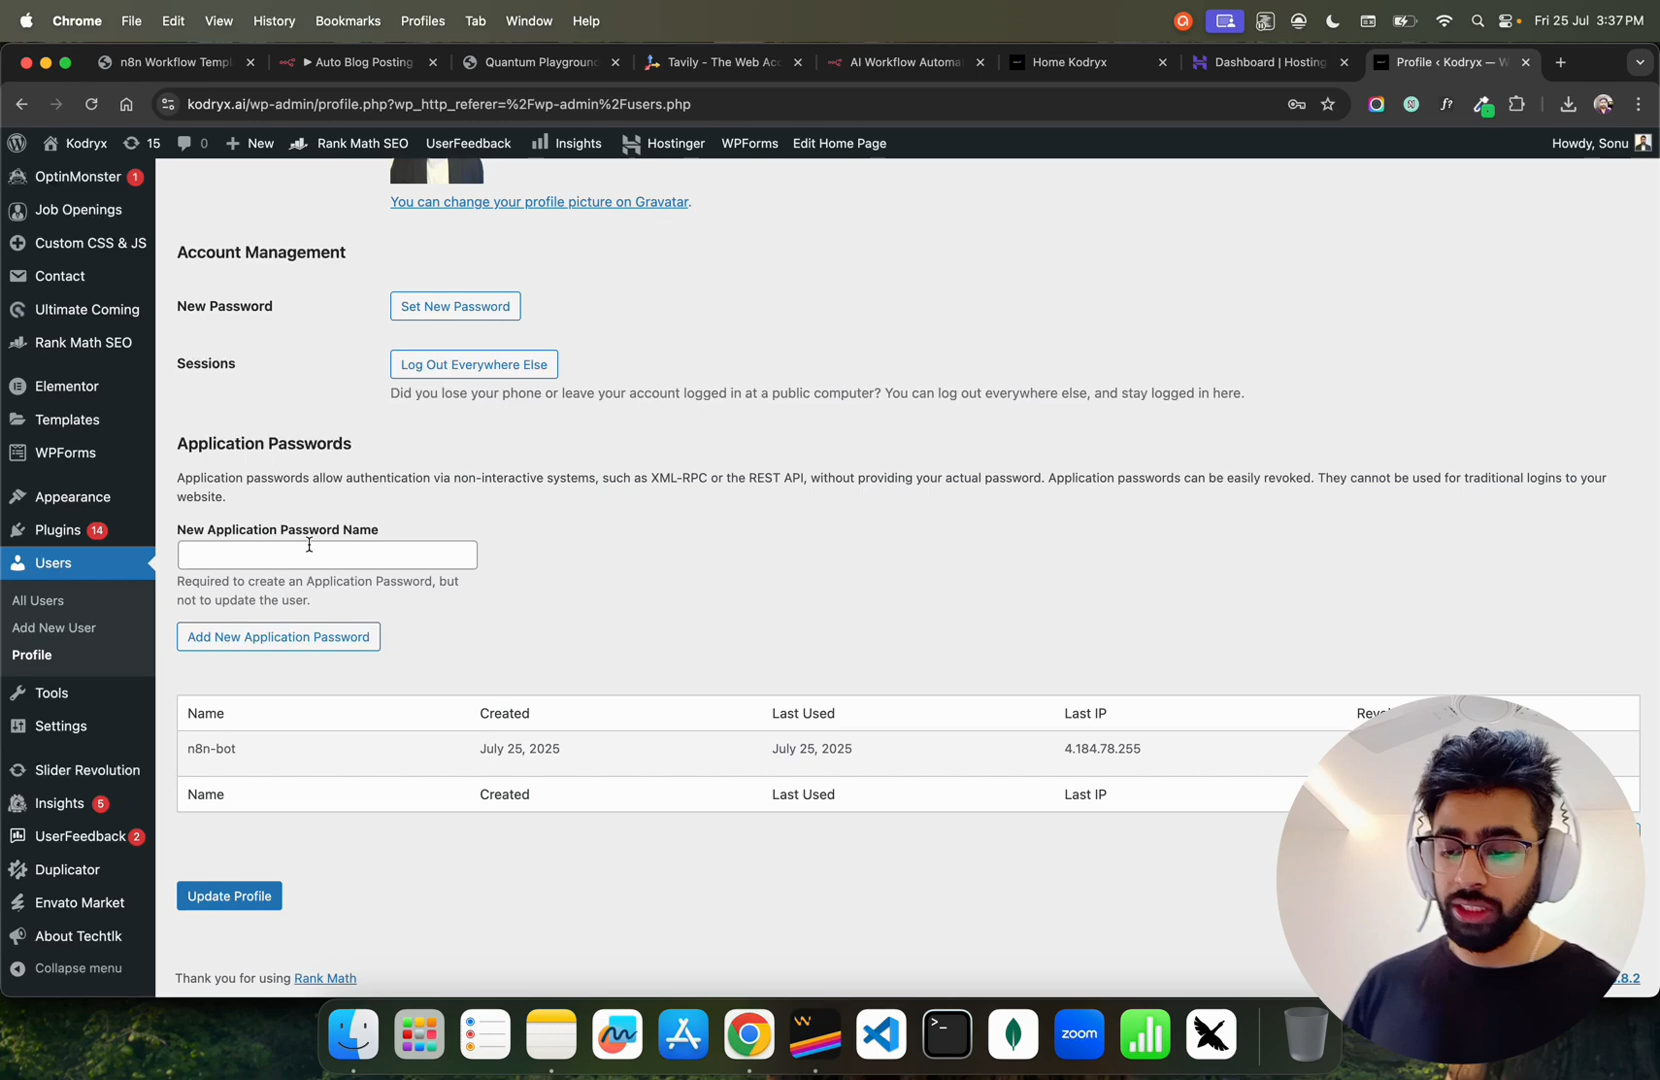 Chrome File Edit View History Bookmarks Profiles Tab Window Help Fri 25 Jul 3:37 PM
n8n Workflow Temp Auto Blog Posting Quantum Playground Tavily - The Web Acc AI Workflow Automat Home Kodryx Dashboard | Hosting Profile ‹ Kodryx — W
kodryx.ai/wp-admin/profile.php?wp_http_referer=%2Fwp-admin%2Fusers.php
Kodryx 15 0 New Rank Math SEO UserFeedback Insights Hostinger WPForms Edit Home Page Howdy, Sonu
OptinMonster 1
Job Openings
Custom CSS & JS
Contact
Ultimate Coming
Rank Math SEO
Elementor
Templates
WPForms
Appearance
Plugins 14
Users
All Users
Add New User
Profile
Tools
Settings
Slider Revolution
Insights 5
UserFeedback 2
Duplicator
Envato Market
About Techtlk
Collapse menu
You can change your profile picture on Gravatar.
Account Management
New Password Set New Password
Sessions Log Out Everywhere Else
Did you lose your phone or leave your account logged in at a public computer? You can log out everywhere else, and stay logged in here.
Application Passwords
Application passwords allow authentication via non-interactive systems, such as XML-RPC or the REST API, without providing your actual password. Application passwords can be easily revoked. They cannot be used for traditional logins to your
website.
New Application Password Name
Required to create an Application Password, but
not to update the user.
Add New Application Password
Name Created Last Used Last IP
n8n-bot July 25, 2025 July 25, 2025 4.184.78.255
Name Created Last Used Last IP
Update Profile
Thank you for using Rank Math .8.2
zoom